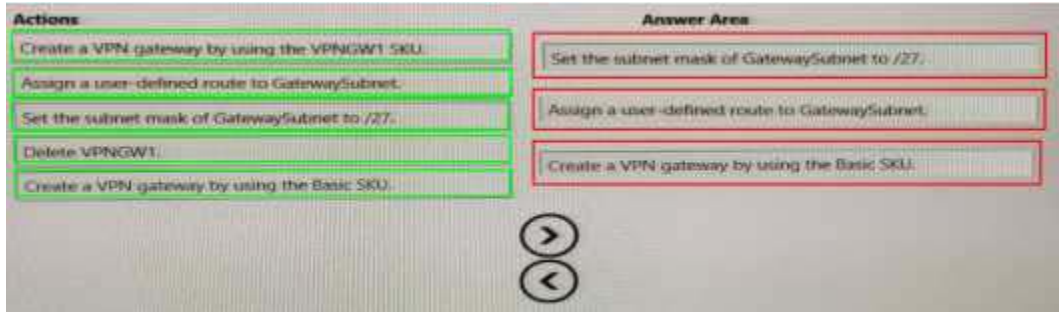 Actions
Answer Area
Create a VPN gateway by using the VPNGW1 SKU.
Assign a user-defined route to GatewaySubnet.
Set the subnet mask of GatewaySubnet to /27.
Delete VPNGW1.
Create a VPN gateway by using the Basic SKU.
Set the subnet mask of GatewaySubnet to /27.
Assign a user-defined route to GatewaySubnet.
Create a VPN gateway by using the Basic SKU.